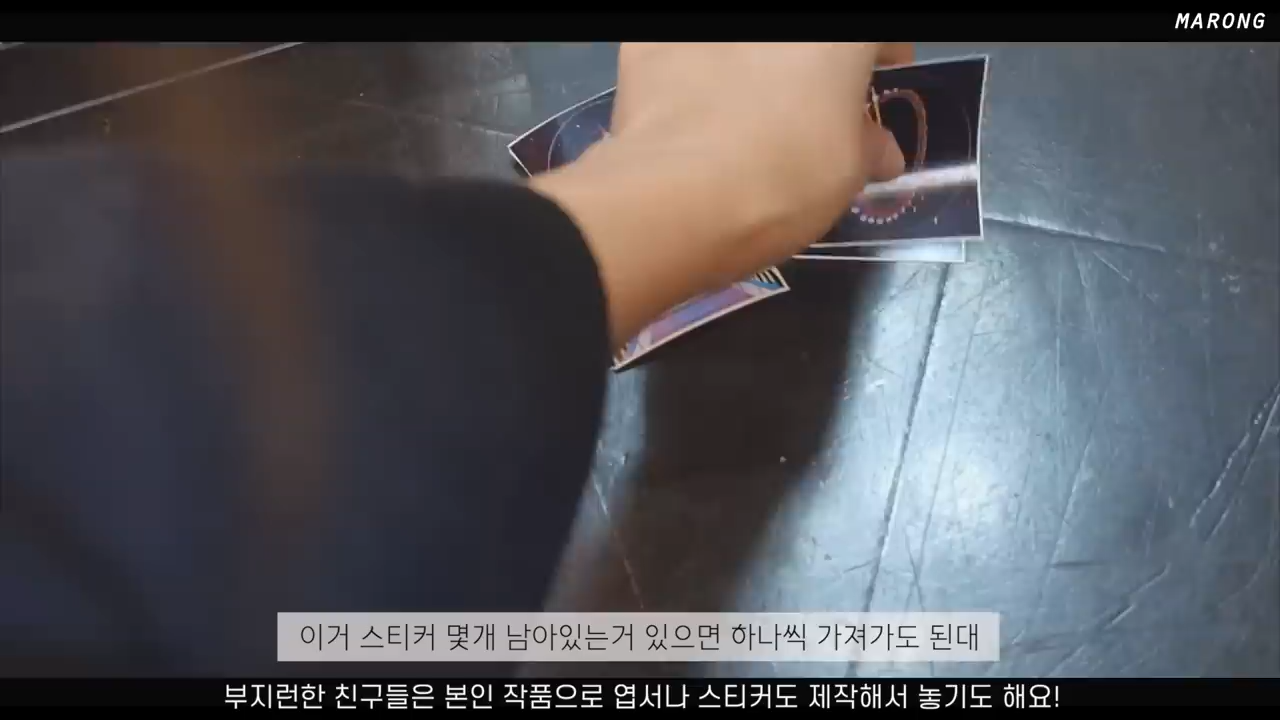 MARONG
이거 스티커 몇개 남아있는거 있으면 하나씩 가져가도 된대
부지런한 친구들은 본인 작품으로 엽서나 스티커도 제작해서 놓기도 해요!